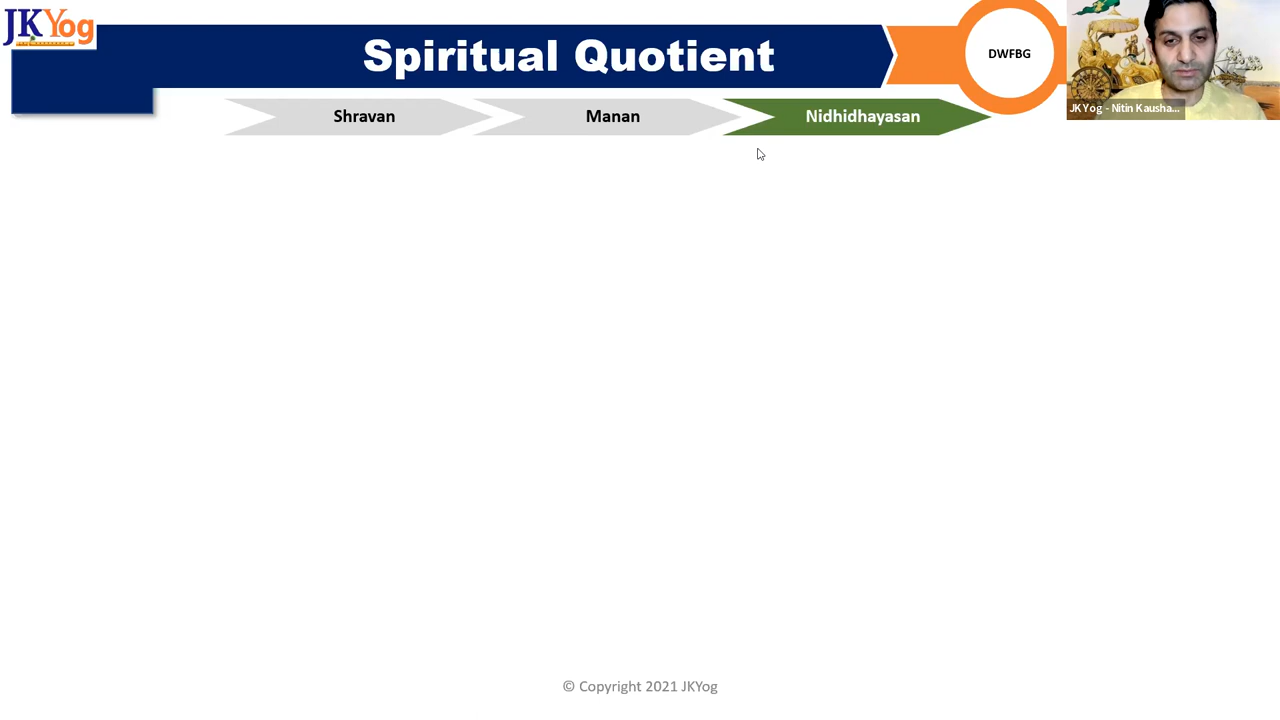 JKYog
Spiritual Quotient
DWFBG
JKYog - Nitin Kausha...
Shravan
Manan
Nidhidhayasan
© Copyright 2021 JKYog